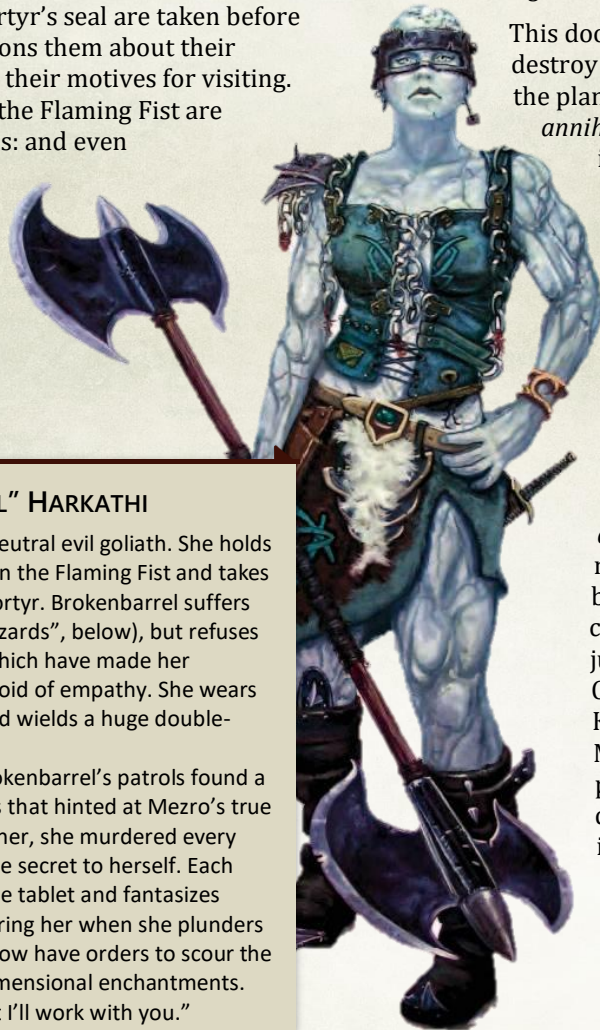 rtyr’s seal are taken before
ons them about their
their motives for visiting.
the Flaming Fist are
s: and even
L” HARKATHI
eutral evil goliath. She holds
n the Flaming Fist and takes
ortyr. Brokenbarrel suffers
zards”, below), but refuses
hich have made her
oid of empathy. She wears
d wields a huge double-
okenbarrel’s patrols found a
s that hinted at Mezro’s true
ner, she murdered every
e secret to herself. Each
e tablet and fantasizes
ring her when she plunders
ow have orders to scour the
mensional enchantments.
t I’ll work with you.”
This doc
destroy
the plan
annih